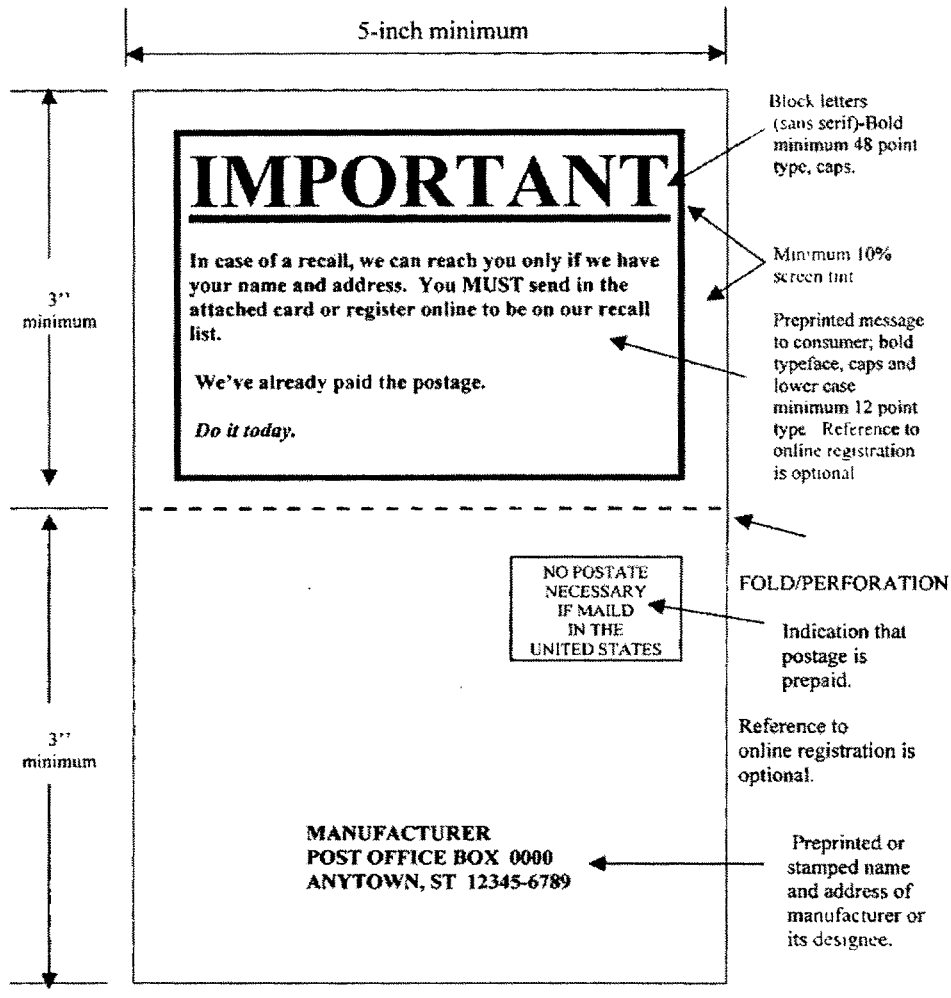 5-inch minimum
Block letters
(sans serif)-Bold
minimum 48 point
type, caps.
IMPORTANT
In case of a recall, we can reach you only if we have
your name and address. You MUST send in the
attached card or register online to be on our recall
list.
We've already paid the postage.
Do it today.
3''
minimum
Minimum 10%
screen tint
Preprinted message
to consumer; bold
typeface, caps and
lower case
minimum 12 point
type Reference to
online registration
is optional
FOLD/PERFORATION
NO POSTATE
NECESSARY
IF MAILD
IN THE
UNITED STATES
Indication that
postage is
prepaid.
3''
minimum
Reference to
online registration is
optional.
MANUFACTURER
POST OFFICE BOX 0000
ANYTOWN, ST 12345-6789
Preprinted or
stamped name
and address of
manufacturer or
its designee.